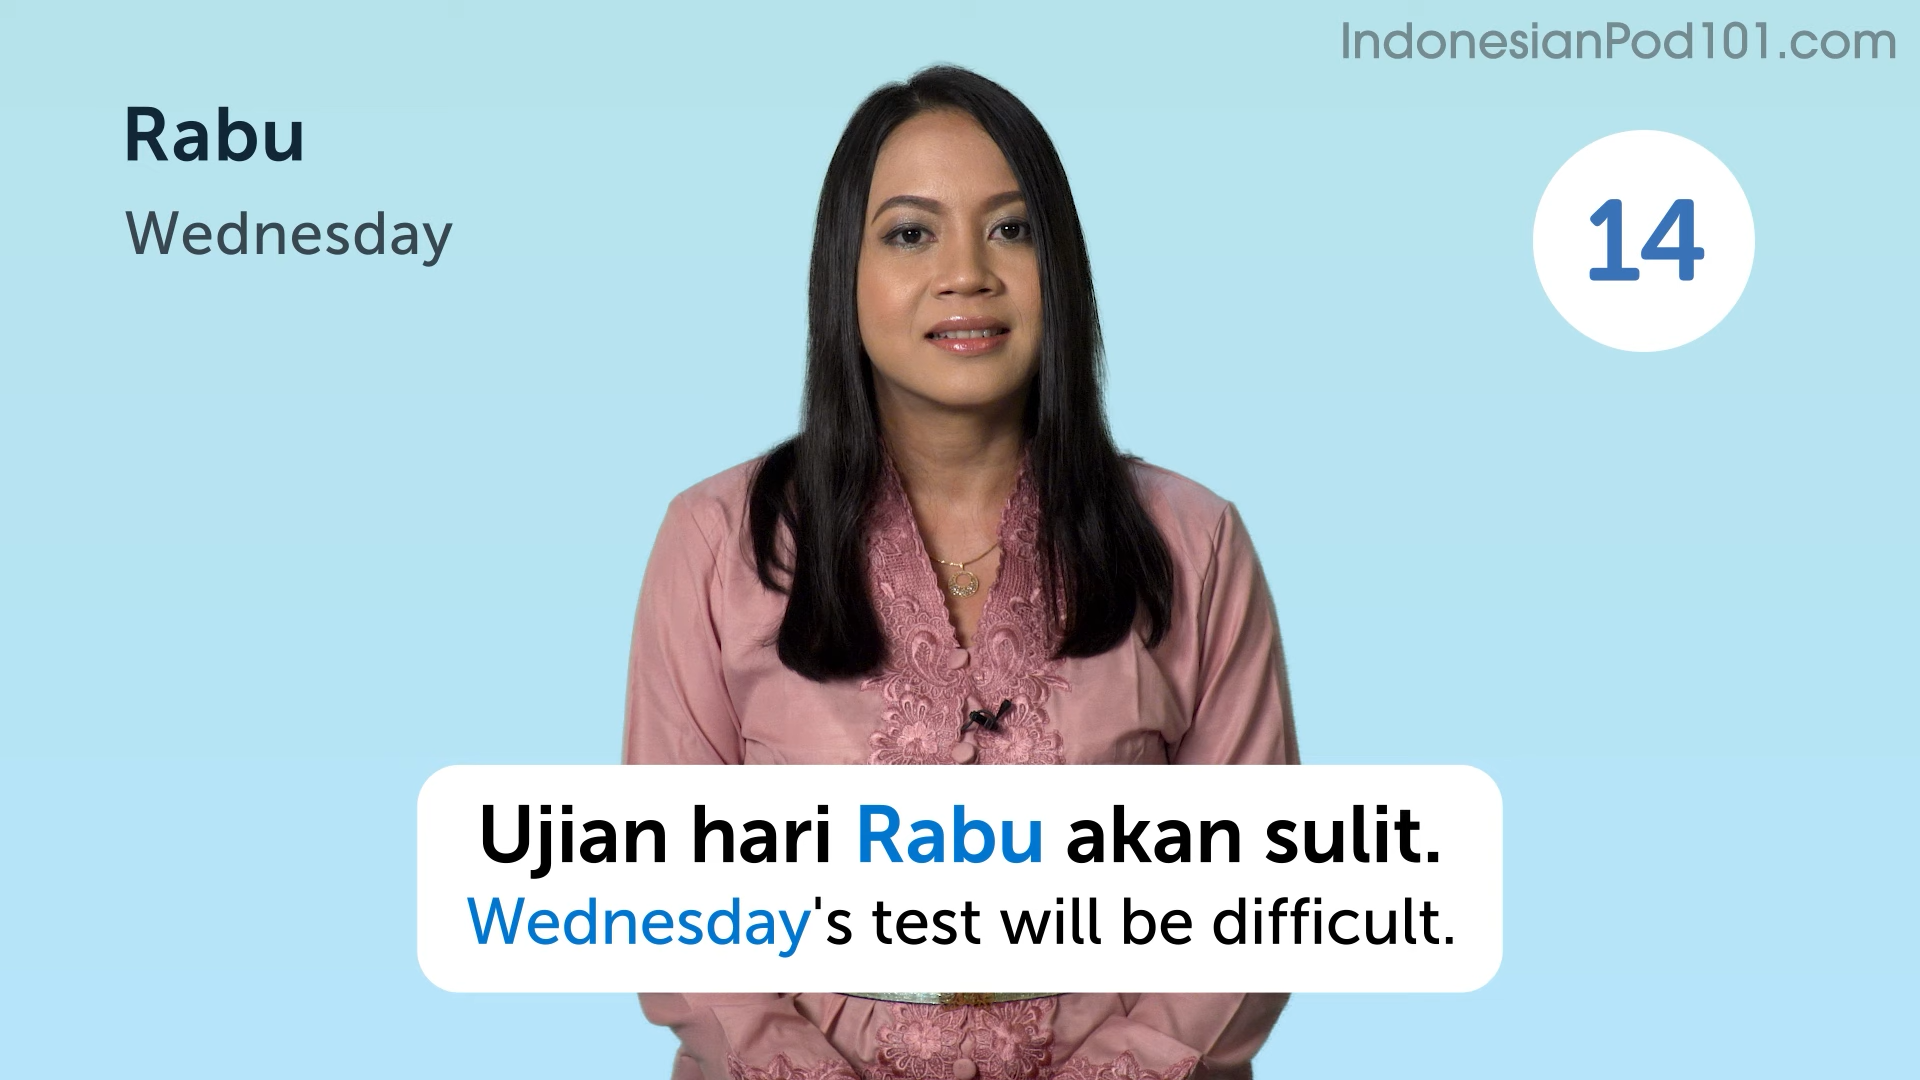 IndonesianPod101.com
Rabu
Wednesday
14
Ujian hari Rabu akan sulit.
Wednesday's test will be difficult.